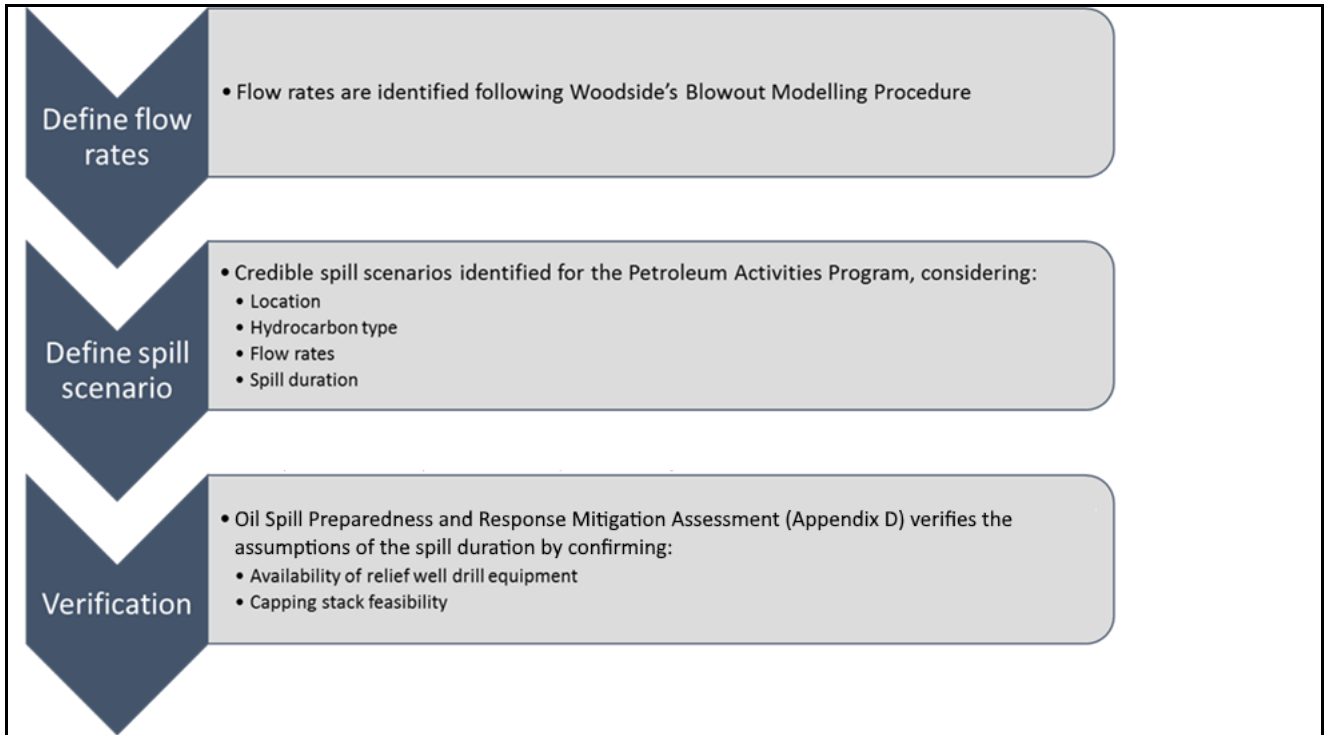 Define flow
rates
• Flow rates are identified following Woodside’s Blowout Modelling Procedure
Define spill
scenario
• Credible spill scenarios identified for the Petroleum Activities Program, considering:
• Location
• Hydrocarbon type
• Flow rates
• Spill duration
Verification
• Oil Spill Preparedness and Response Mitigation Assessment (Appendix D) verifies the
assumptions of the spill duration by confirming:
• Availability of relief well drill equipment
• Capping stack feasibility